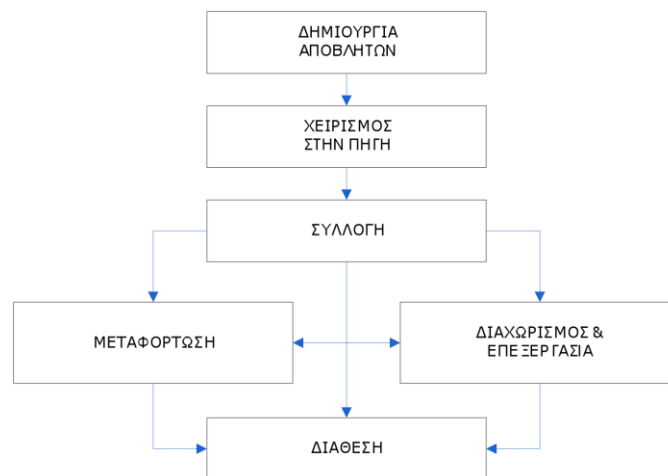 ΔΗΜΙΟΥΡΓΙΑ
ΑΠΟΒΛΗΤΩΝ
ΧΕΙΡΙΣΜΟΣ
ΣΤΗΝ ΠΗΓΗ
ΣΥΛΛΟΓΗ
ΜΕΤΑΦΟΡΤΩΣΗ
ΔΙΑΧΩΡΙΣΜΟΣ &
ΕΠΕΞΕΡΓΑΣΙΑ
ΔΙΑΘΕΣΗ